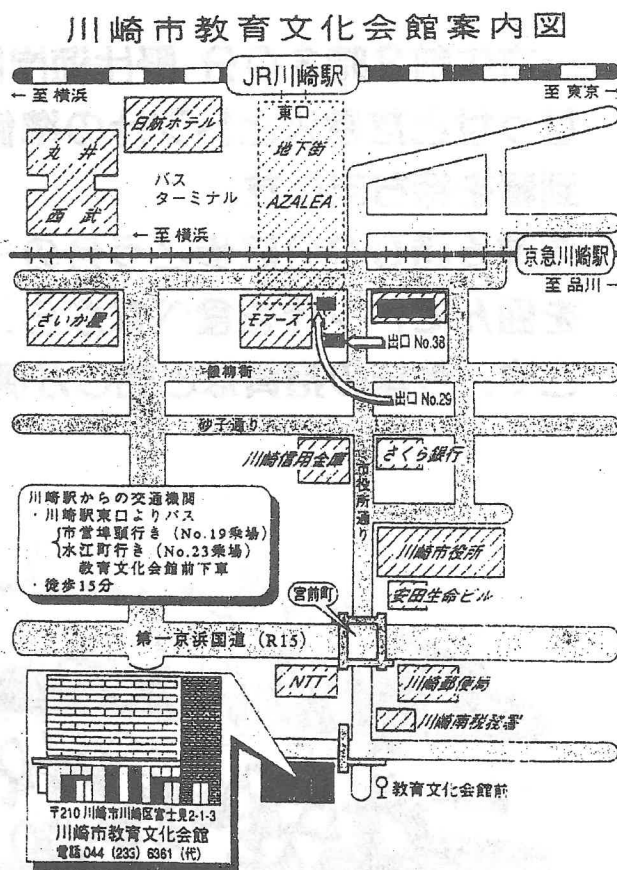 川崎市教育文化会館案内図
JR川崎駅
← 至横浜
至東京 →
東口
日航ホテル
地下街
丸井
バス
ターミナル
AZALEA
西武
← 至横浜
京急川崎駅
至品川 →
さいか屋
モアーズ
出口 No.38
銀柳街
出口 No.29
砂子通り
川崎信用金庫
さくら銀行
市役所通り
川崎駅からの交通機関
・川崎駅東口よりバス
市営埠頭行き (No.19乗場)
水江町行き (No.23乗場)
教育文化会館前下車
・徒歩15分
川崎市役所
安田生命ビル
宮前町
第一京浜国道 (R15)
NTT
川崎郵便局
川崎南税務署
教育文化会館前
〒210 川崎市川崎区富士見2-1-3
川崎市教育文化会館
電話 044 (233) 6361 (代)